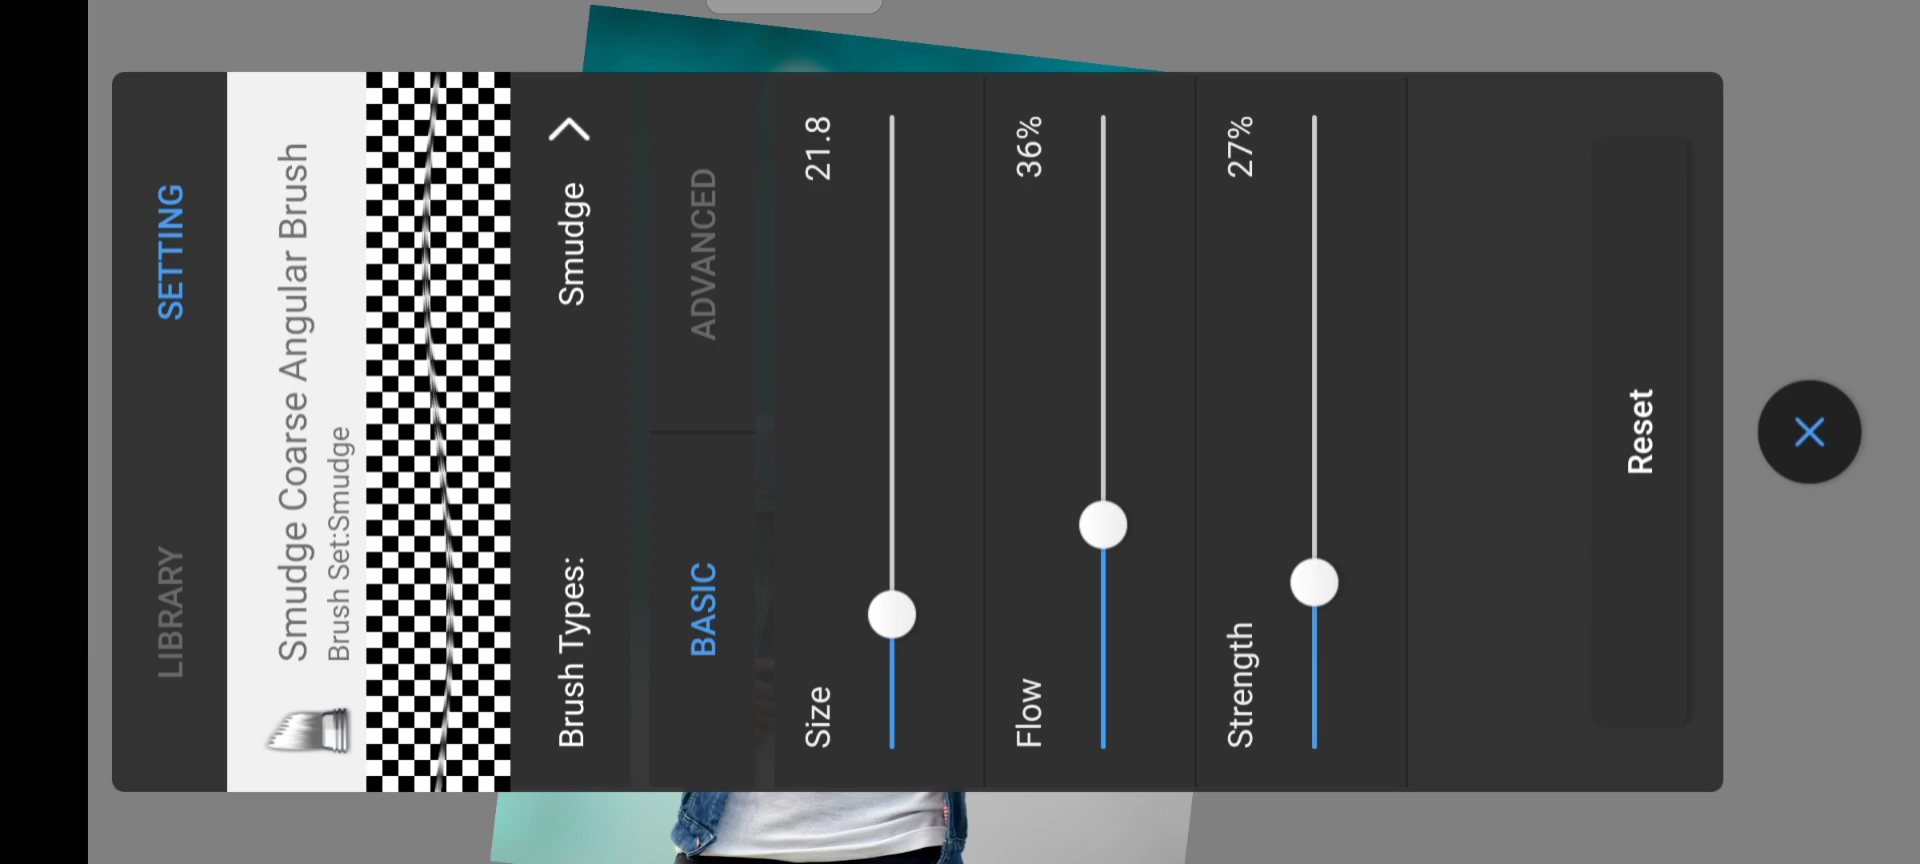 LIBRARY SETTING
Smudge Coarse Angular Brush
Brush Set:Smudge
Brush Types: Smudge
BASIC ADVANCED
Size 21.8
Flow 36%
Strength 27%
Reset